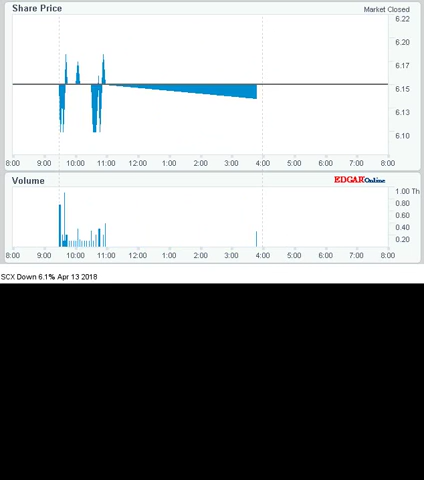 Share Price
Market Closed
6.22
6.20
6.17
6.15
6.13
6.10
8:00 9:00 10:00 11:00 12:00 1:00 2:00 3:00 4:00 5:00 6:00 7:00 8:00
Volume
EDGAROnline
1.00 Th
0.80
0.60
0.40
0.20
8:00 9:00 10:00 11:00 12:00 1:00 2:00 3:00 4:00 5:00 6:00 7:00 8:00
SCX Down 6.1% Apr 13 2018